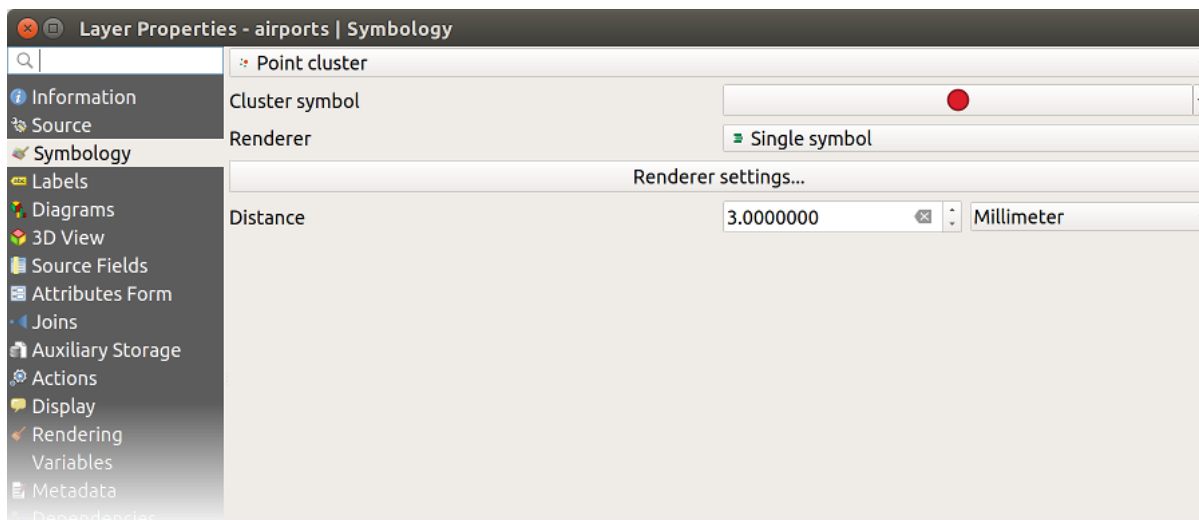 Layer Properties - airports | Symbology
Point cluster
Information
Cluster symbol
Source
Renderer
Single symbol
Symbology
Renderer settings...
Labels
Diagrams
Distance
3.0000000
Millimeter
3D View
Source Fields
Attributes Form
Joins
Auxiliary Storage
Actions
Display
Rendering
Variables
Metadata
Dependencies